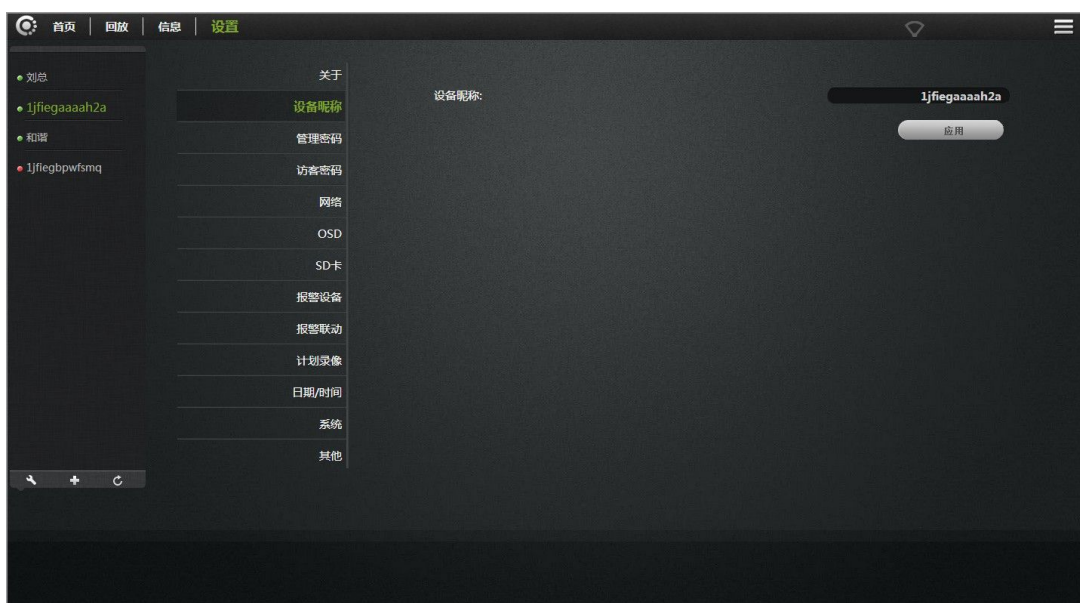 首页 回放 信息 设置
刘总
1jfiegaaaah2a
和谐
1jfiegbpwfsmq
关于
设备昵称
管理密码
访客密码
网络
OSD
SD卡
报警设备
报警联动
计划录像
日期/时间
系统
其他
设备昵称:
1jfiegaaaah2a
应用